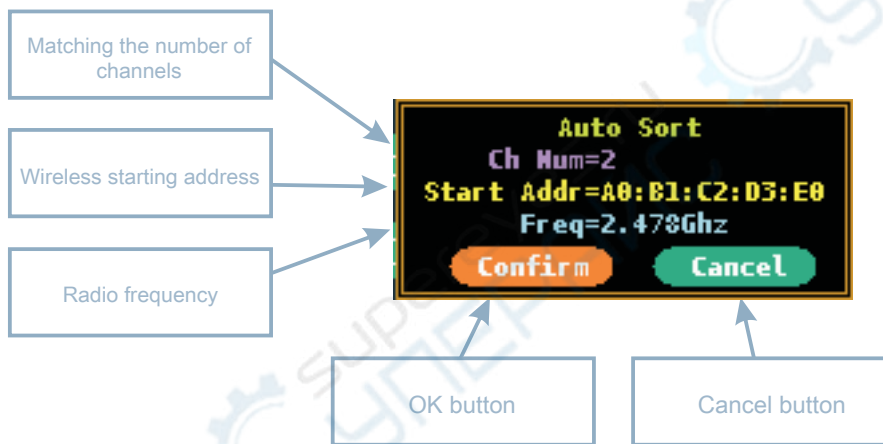 Matching the number of
channels
Wireless starting address
Radio frequency
Auto Sort
Ch Num=2
Start Addr=A0:B1:C2:D3:E0
Freq=2.478Ghz
Confirm
Cancel
OK button
Cancel button